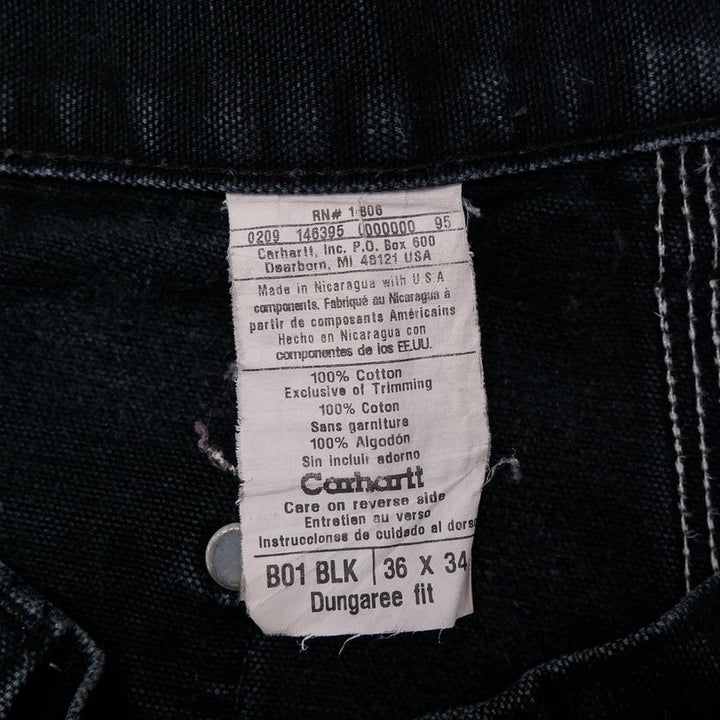 RN# 1806
0209 146395 0000000 95
Carhartt, Inc. P.O. Box 600
Dearborn, MI 48121 USA
Made in Nicaragua with U.S.A
components. Fabriqué au Nicaragua à
partir de composants Américains
Hecho en Nicaragua con
componentes de los EE.UU.
100% Cotton
Exclusive of Trimming
100% Coton
Sans garniture
100% Algodón
Sin incluir adorno
Carhartt
Care on reverse side
Entretien au verso
Instrucciones de cuidado al dorso
B01 BLK 36 X 34
Dungaree fit